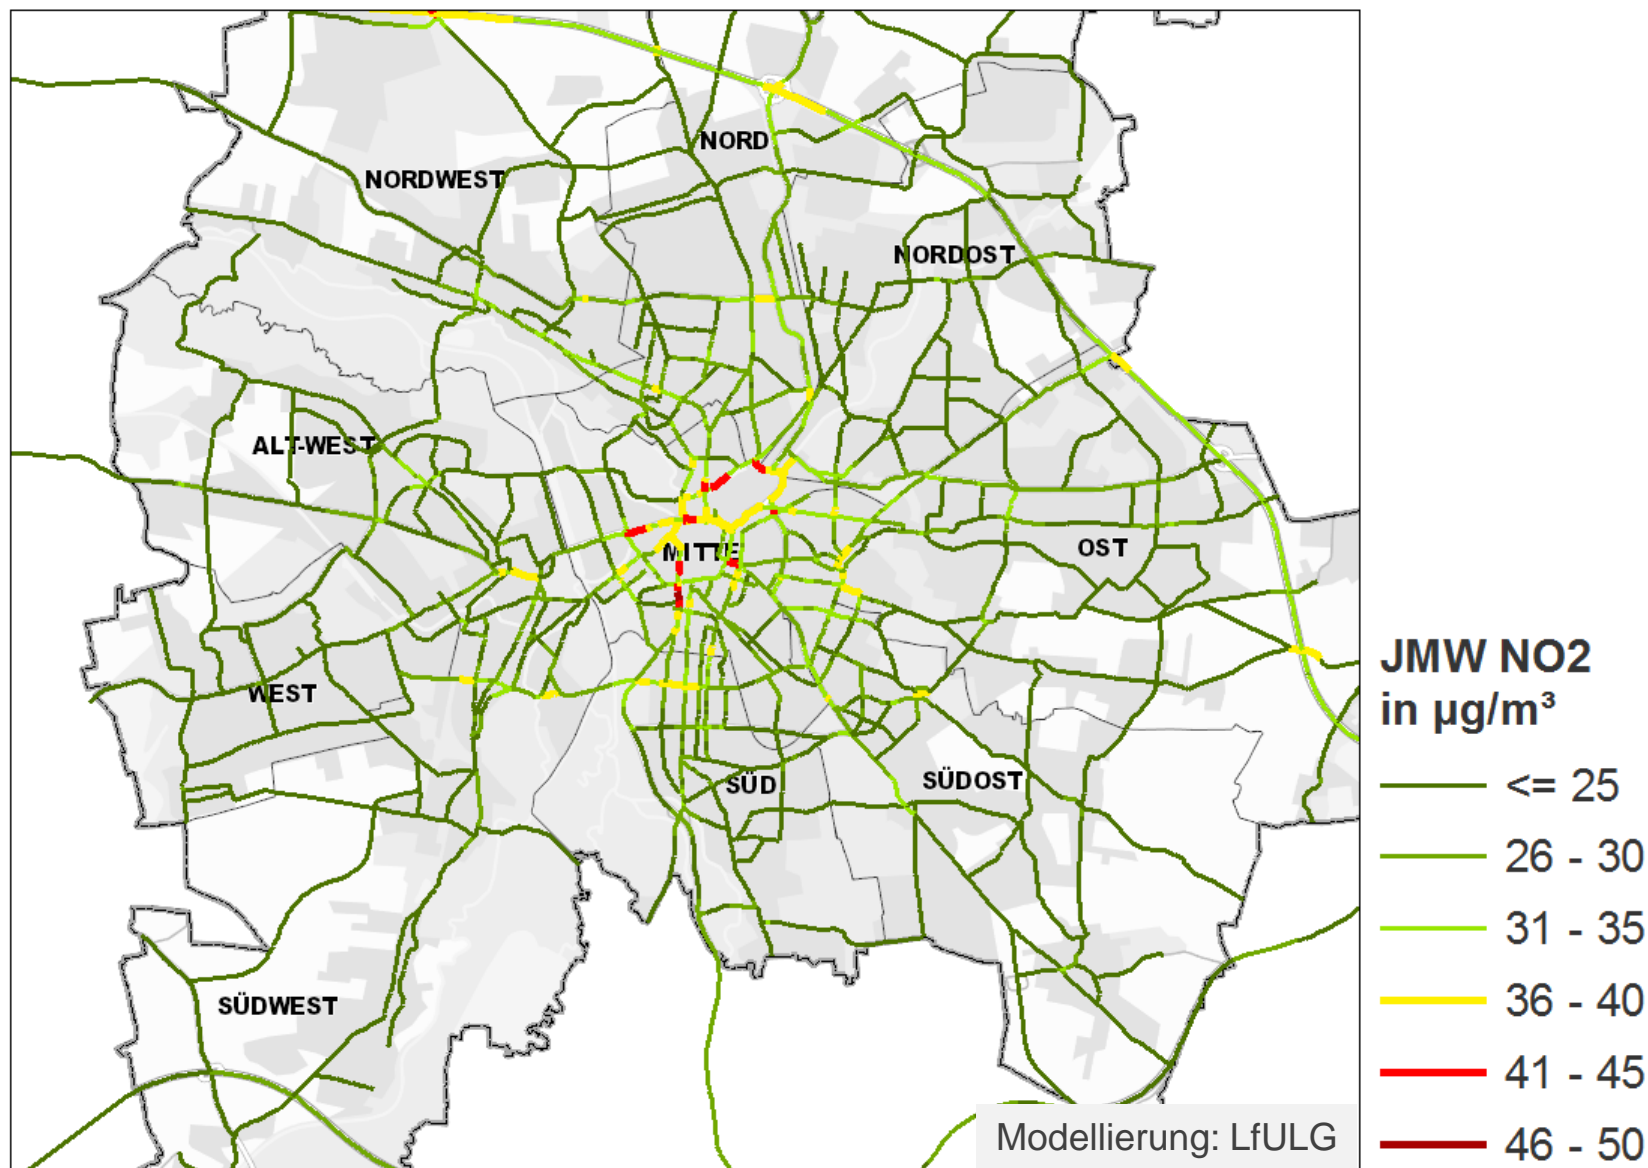 NORD
NORDWEST
NORDOST
ALT-WEST
MITTE
OST
WEST
SÜD
SÜDOST
SÜDWEST
JMW NO2
in µg/m³
<= 25
26 - 30
31 - 35
36 - 40
41 - 45
46 - 50
Modellierung: LfULG